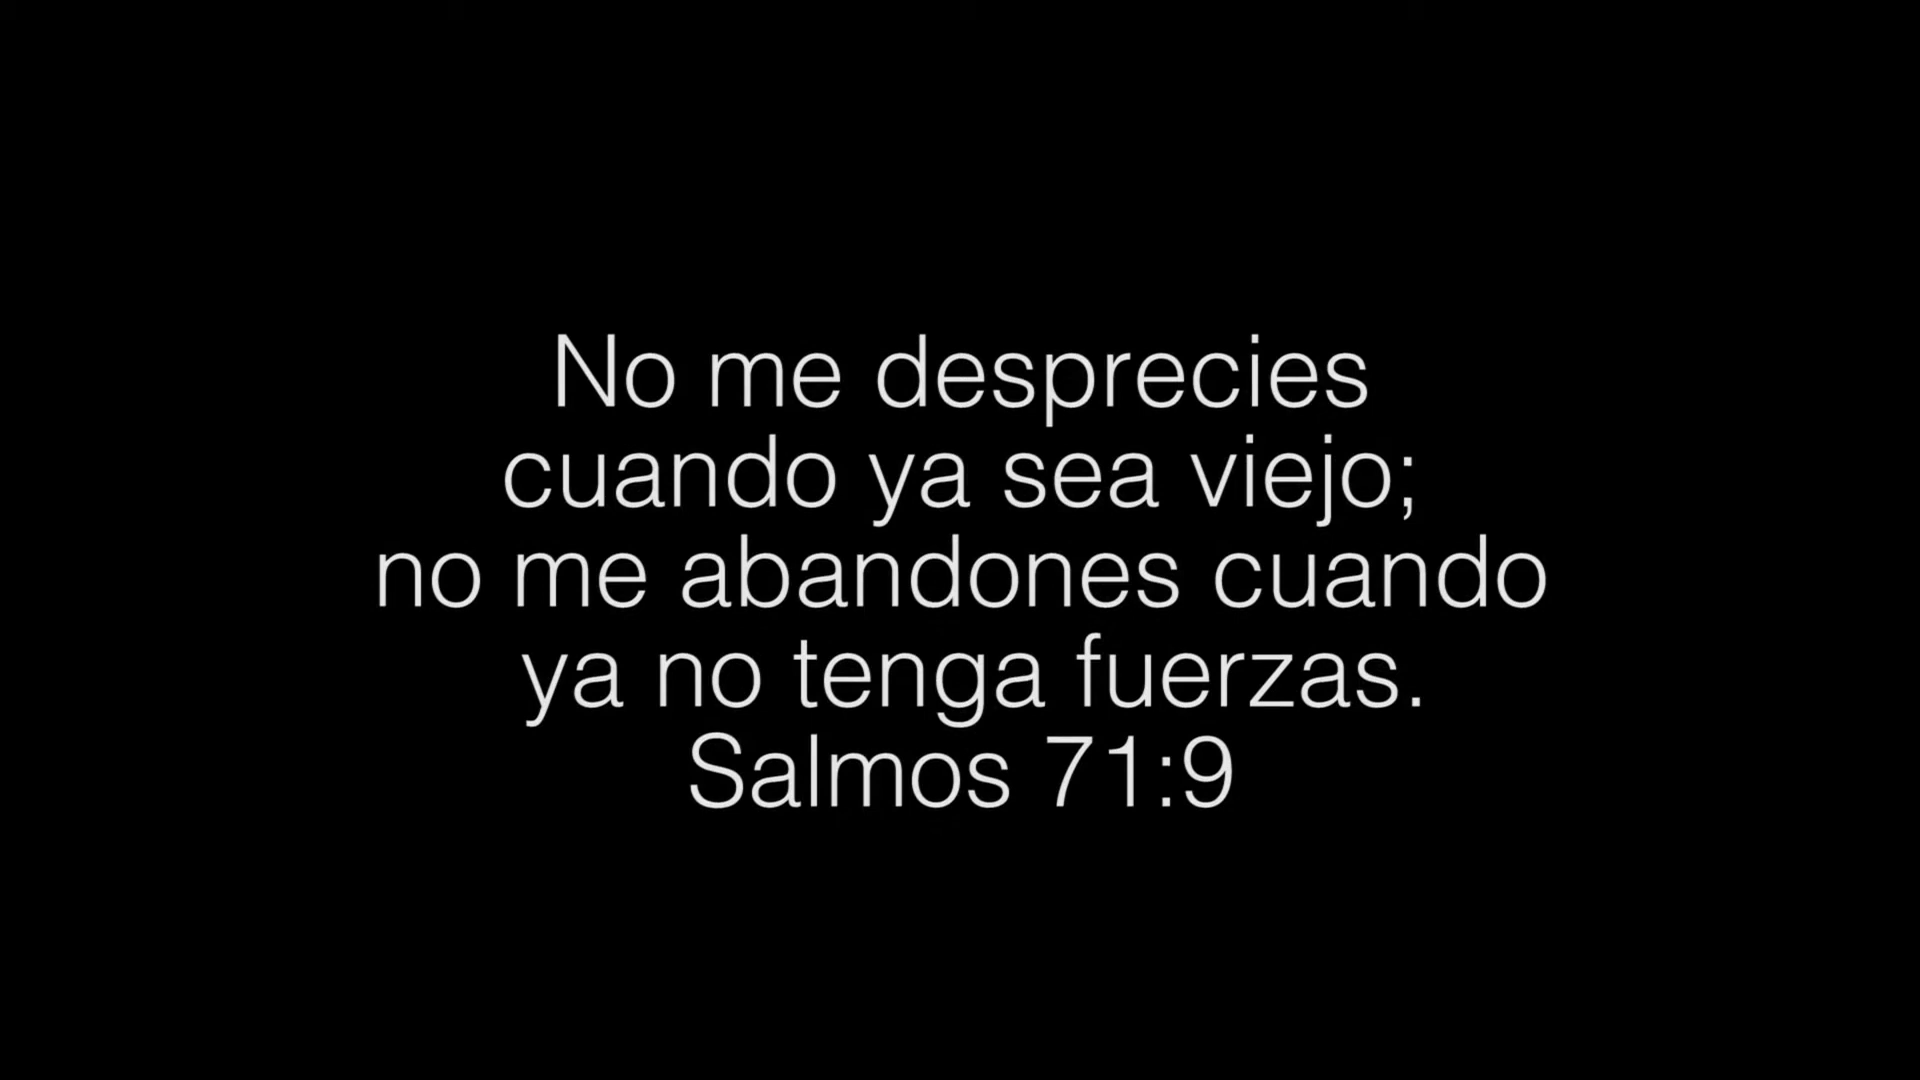 No me desprecies
cuando ya sea viejo;
no me abandones cuando
ya no tenga fuerzas.
Salmos 71:9